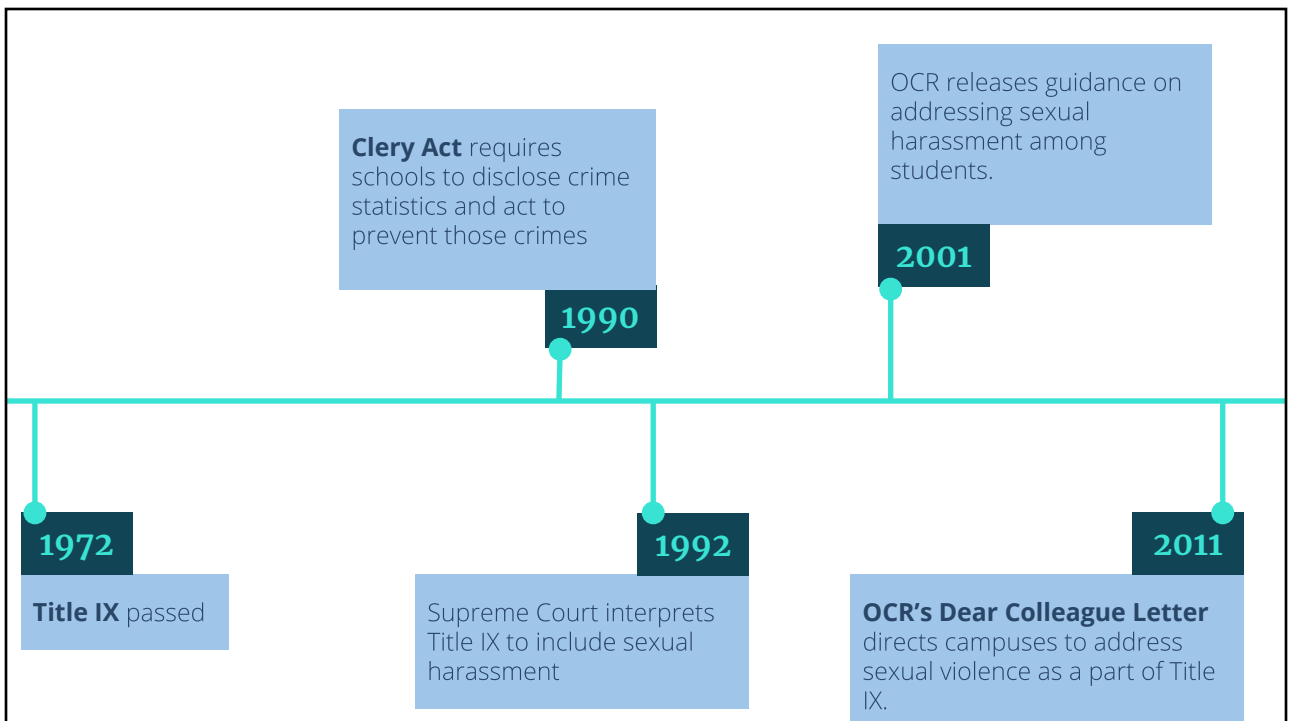 OCR releases guidance on
addressing sexual
harassment among
students.
2001
Clery Act requires
schools to disclose crime
statistics and act to
prevent those crimes
1990
1972
Title IX passed
1992
Supreme Court interprets
Title IX to include sexual
harassment
2011
OCR’s Dear Colleague Letter
directs campuses to address
sexual violence as a part of Title
IX.